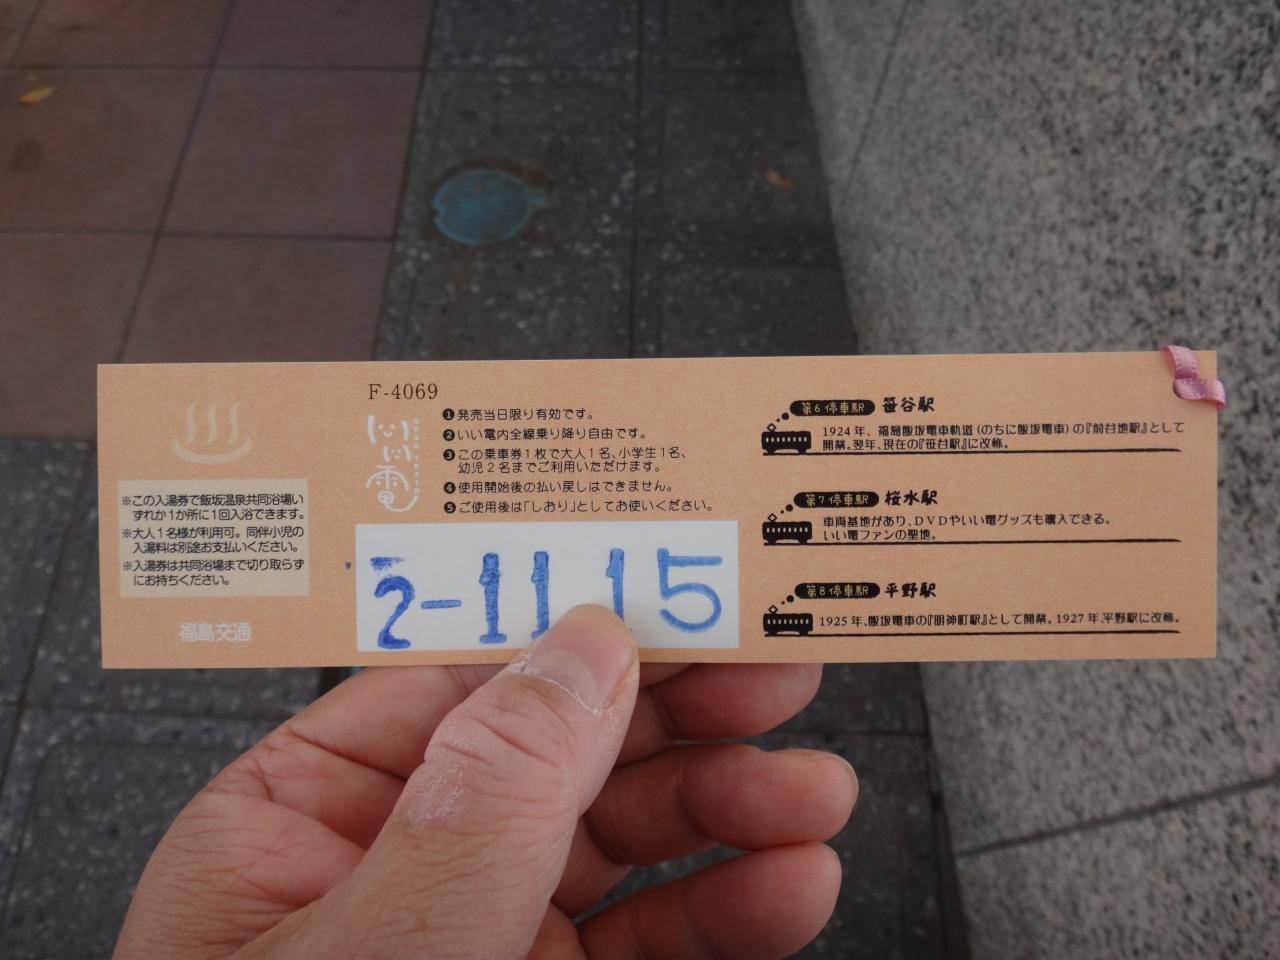 ※この入湯券で飯坂温泉共同浴場い
ずれか1か所に1回入浴できます。
※大人1名様が利用可。同伴小児の
入湯料は別途お支払いください。
※入湯券は共同浴場まで切り取らず
にお持ちください。
福島交通
F-4069
GOOD TRAIN
❶発売当日限り有効です。
❷いい電内全線乗り降り自由です。
❸この乗車券1枚で大人1名、小学生1名、
幼児2名までご利用いただけます。
❹使用開始後の払い戻しはできません。
❺ご使用後は「しおり」としてお使いください。
2-11.15
第6停車駅 笹谷駅
1924年、福島飯坂電車軌道(のちに飯坂電車)の『前谷地駅』として
開業。翌年、現在の『笹谷駅』に改称。
第7停車駅 桜水駅
車両基地があり、DVDやいい電グッズも購入できる。
いい電ファンの聖地。
第8停車駅 平野駅
1925年、飯坂電車の『明神町駅』として開業。1927年、平野駅に改称。